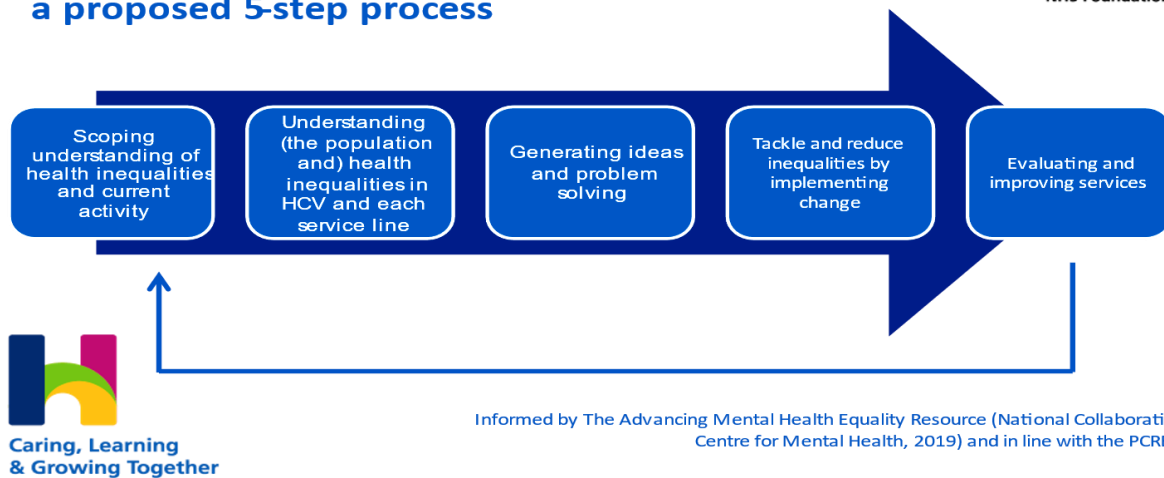 a proposed 5-step process
Scoping
understanding of
health inequalities
and current
activity
Understanding
(the population
and) health
inequalities in
HCV and each
service line
Generating ideas
and problem
solving
Tackle and reduce
inequalities by
implementing
change
Evaluating and
improving services
Caring, Learning
& Growing Together
Informed by The Advancing Mental Health Equality Resource (National Collaborati
Centre for Mental Health, 2019) and in line with the PCR